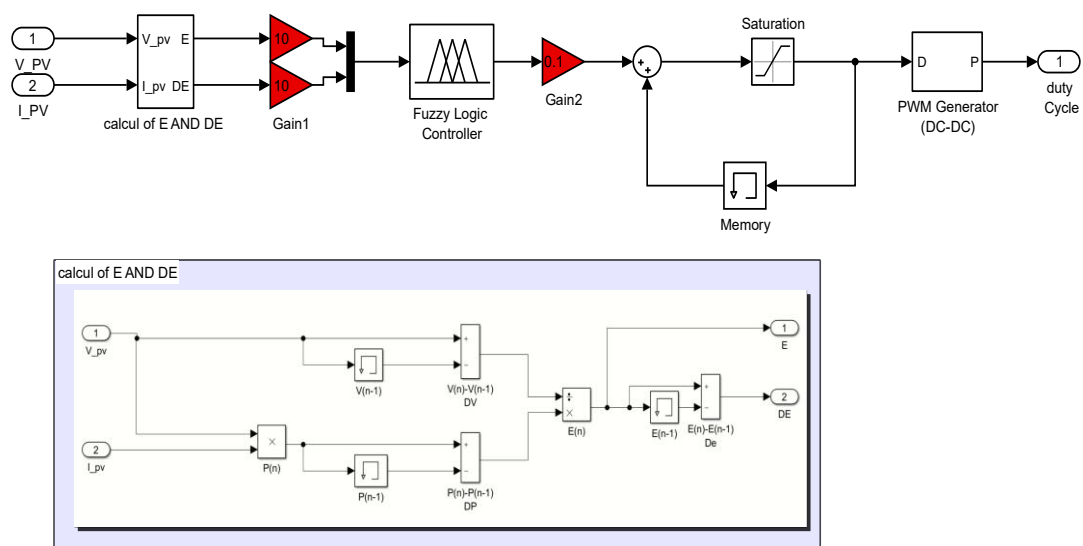 1
V_PV
2
I_PV
V_pv E
I_pv DE
calcul of E AND DE
10
10
Gain1
Fuzzy Logic
Controller
0.1
Gain2
++
Saturation
Memory
D P
PWM Generator
(DC-DC)
1
duty
Cycle
calcul of E AND DE
1
V_pv
2
I_pv
×
P(n)
V(n-1)
P(n-1)
+
−
V(n)-V(n-1)
DV
+
−
P(n)-P(n-1)
DP
÷
×
E(n)
E(n-1)
+
−
E(n)-E(n-1)
De
1
E
2
DE